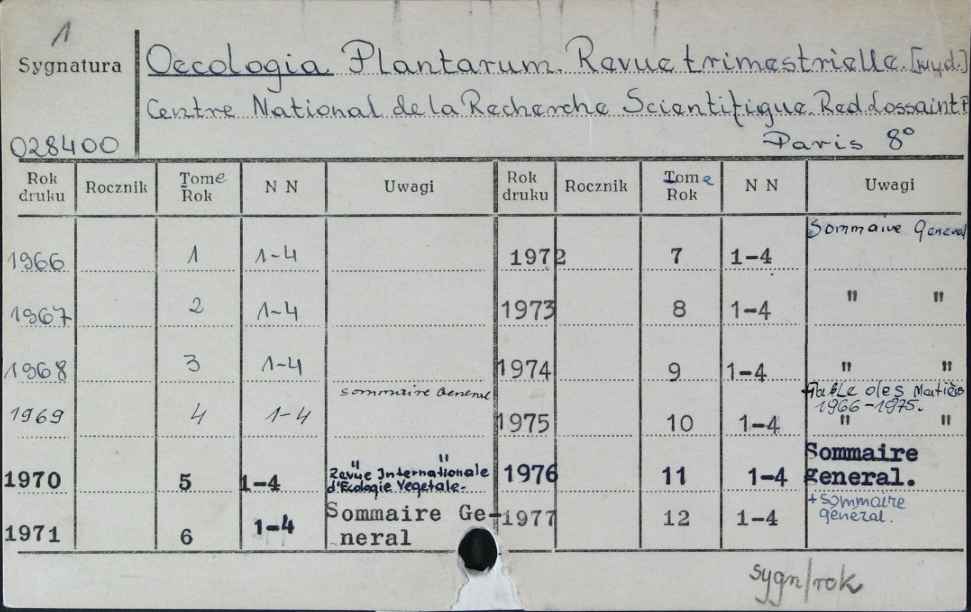 1
Sygnatura
028400
Oecologia Plantarum. Revue trimestrielle. [wyd.]
Centre National de la Recherche Scientifigue. Red. Lossaint P
Paris 8°
Rok druku Rocznik Tome Rok N N Uwagi Rok druku Rocznik Tome Rok N N Uwagi
1966 1 1-4 1972 7 1-4 Sommaire General
1967 2 1-4 1973 8 1-4 " "
1968 3 1-4 1974 9 1-4 " "
1969 4 1-4 sommaire General 1975 10 1-4 Table des Matiès 1966-1975. " "
1970 5 1-4 " " Revue Internationale d'Ecologie Vegetale. 1976 11 1-4 Sommaire general.
1971 6 1-4 Sommaire Ge-neral 1977 12 1-4 + sommaire general.
sygn/rok